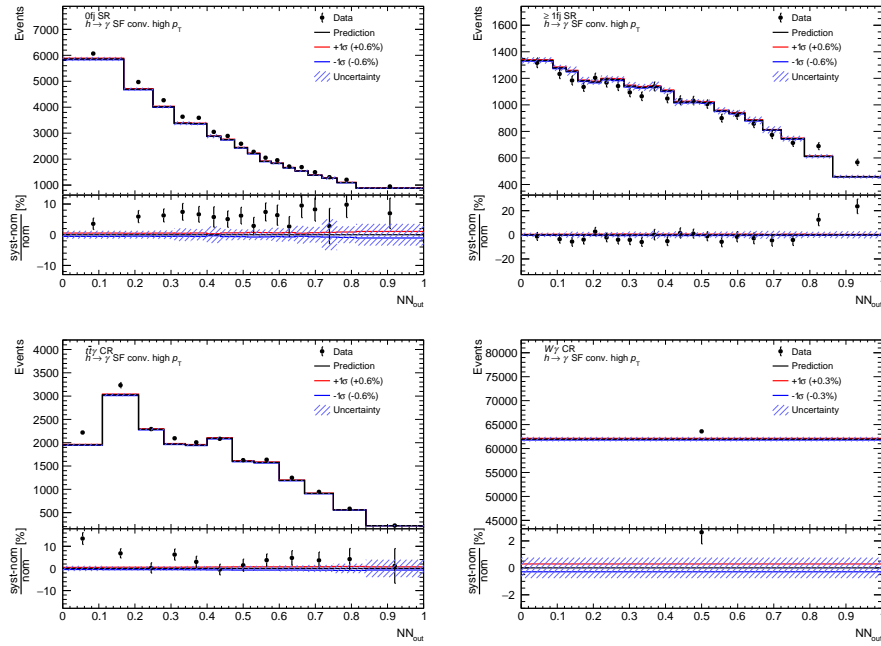 Events
0fj SR
h→ γ SF conv. high pT
Data
Prediction
+1σ (+0.6%)
-1σ (-0.6%)
Uncertainty
6000
5000
4000
3000
2000
1000
syst-nom
nom
[%]
10
0
−10
0 0.1 0.2 0.3 0.4 0.5 0.6 0.7 0.8 0.9 1
NNout
Events
≥ 1fj SR
h→ γ SF conv. high pT
Data
Prediction
+1σ (+0.6%)
-1σ (-0.6%)
Uncertainty
1600
1400
1200
1000
800
600
400
syst-nom
nom
[%]
20
0
−20
0 0.1 0.2 0.3 0.4 0.5 0.6 0.7 0.8 0.9 1
NNout
Events
tt̄γ CR
h→ γ SF conv. high pT
Data
Prediction
+1σ (+0.6%)
-1σ (-0.6%)
Uncertainty
4000
3500
3000
2500
2000
1500
1000
500
syst-nom
nom
[%]
10
0
−10
0 0.1 0.2 0.3 0.4 0.5 0.6 0.7 0.8 0.9 1
NNout
Events
Wγ CR
h→ γ SF conv. high pT
Data
Prediction
+1σ (+0.3%)
-1σ (-0.3%)
Uncertainty
80000
75000
70000
65000
60000
55000
50000
45000
syst-nom
nom
[%]
2
0
−2
0 0.1 0.2 0.3 0.4 0.5 0.6 0.7 0.8 0.9 1
NNout